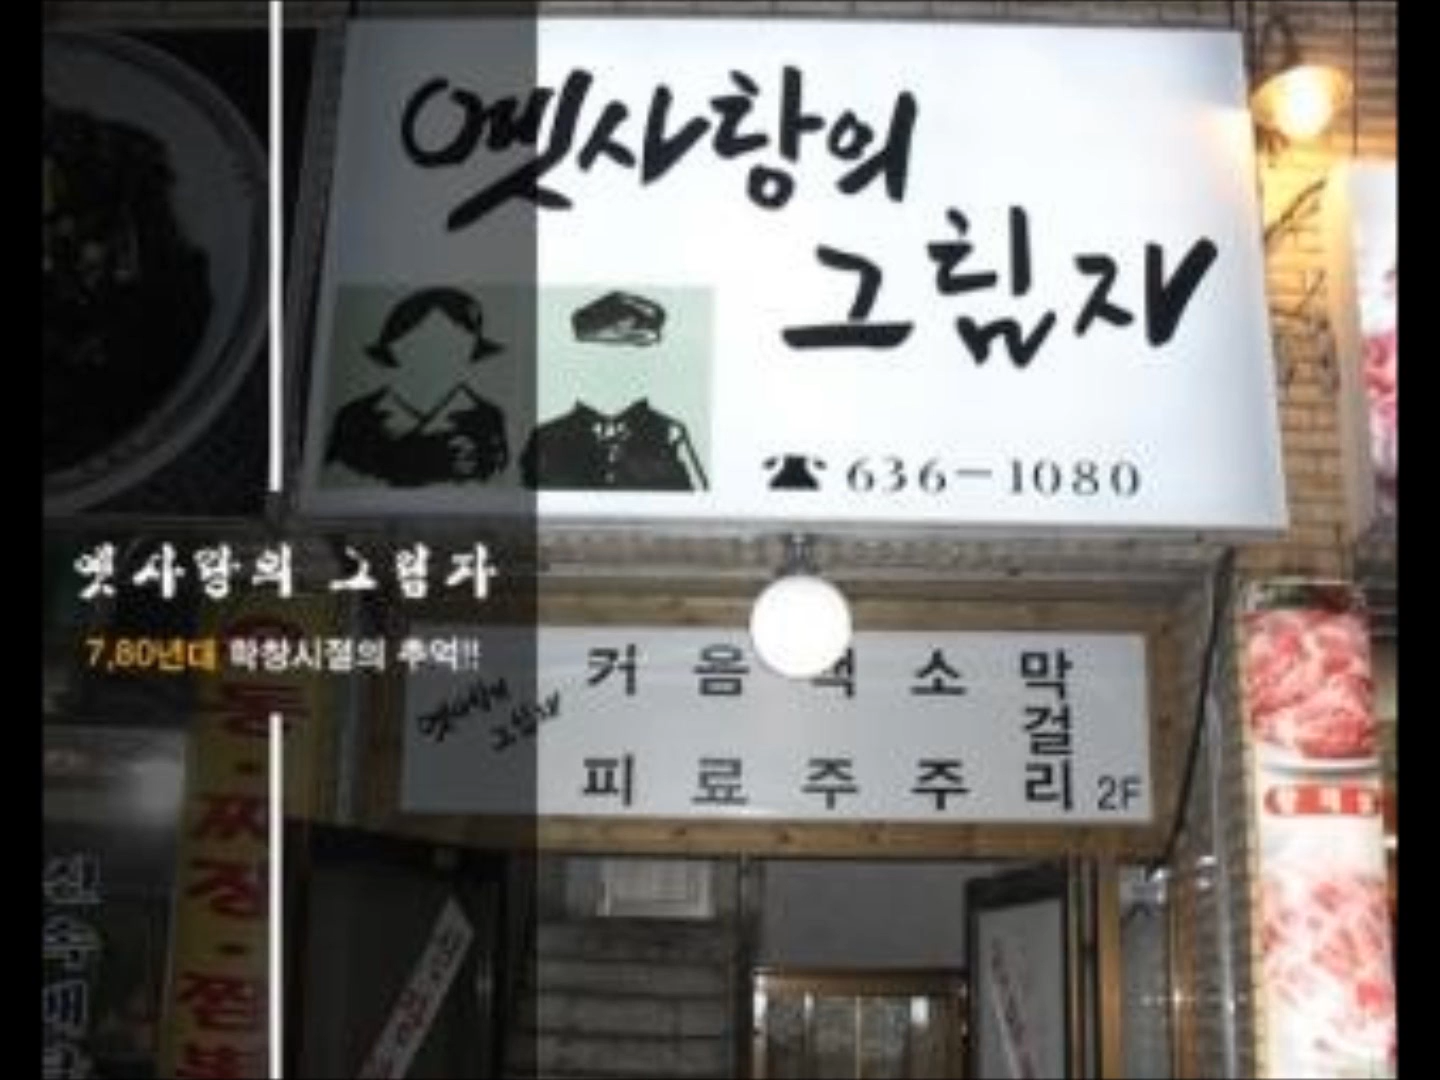 옛사랑의
그림자
☎ 636-1080
옛사랑의 그림자
7,80년대 학창시절의 추억!!
옛사랑의
그림자
커피
음료
맥주
소주
막걸리
2F